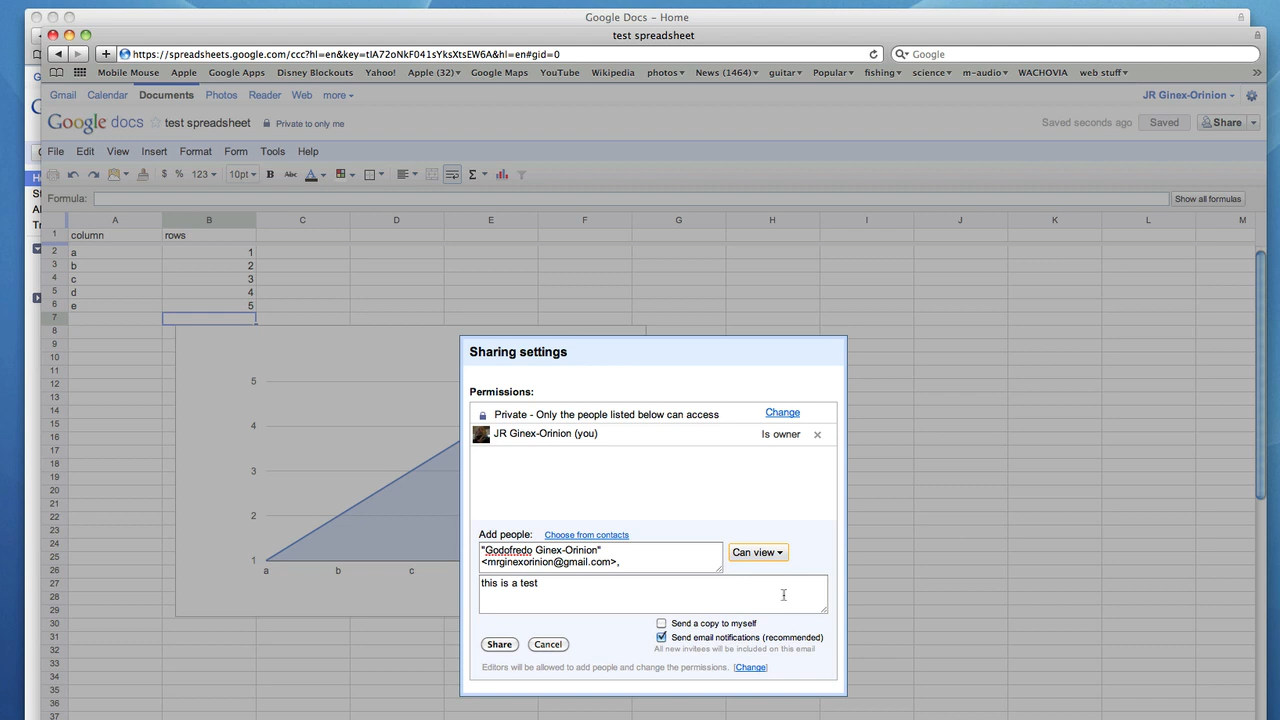 Google Docs - Home
test spreadsheet
https://spreadsheets.google.com/ccc?hl=en&key=tIA72oNkF041sYksXtsEW6A&hl=en#gid=0
Google
Mobile Mouse Apple Google Apps Disney Blockouts Yahoo! Apple (32) Google Maps YouTube Wikipedia photos News (1464) guitar Popular fishing science m-audio WACHOVIA web stuff
Gmail Calendar Documents Photos Reader Web more JR Ginex-Orinion
Google docs test spreadsheet Private to only me Saved seconds ago Saved Share
File Edit View Insert Format Form Tools Help
$ % 123 10pt B Abc A Σ
Formula: Show all formulas
A B C D E F G H I J K L M
1 column rows
2 a 1
3 b 2
4 c 3
5 d 4
6 e 5
7
8
9
10
11
12
13
14
15
16
17
18
19
20
21
22
23
24
25
26
27
28
29
30
31
32
33
34
35
36
37
5
4
3
2
1
a b c
Sharing settings
Permissions:
Private - Only the people listed below can access Change
JR Ginex-Orinion (you) Is owner
Add people: Choose from contacts
"Godofredo Ginex-Orinion"
<mrginexorinion@gmail.com>,
Can view
this is a test
Send a copy to myself
Send email notifications (recommended)
All new invitees will be included on this email
Share Cancel
Editors will be allowed to add people and change the permissions. [Change]